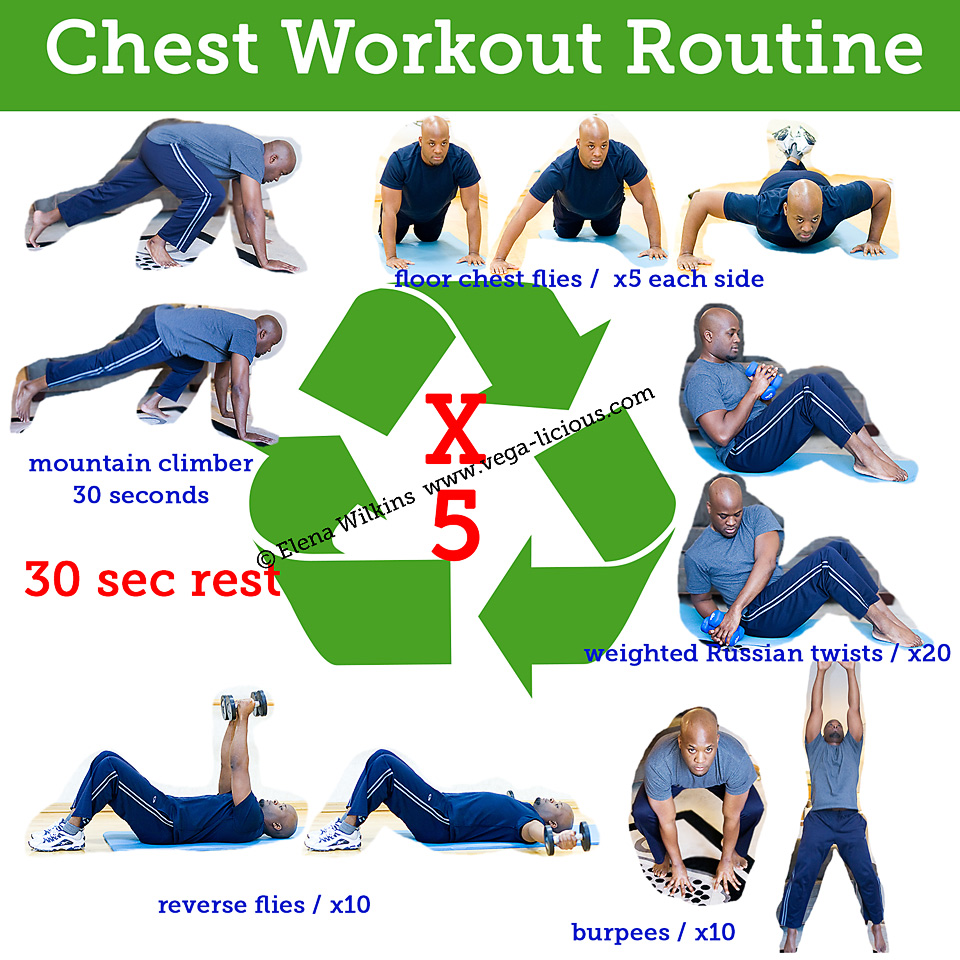 Chest Workout Routine
floor chest flies / x5 each side
mountain climber
30 seconds
X
5
© Elena Wilkins www.vega-licious.com
30 sec rest
weighted Russian twists / x20
reverse flies / x10
burpees / x10